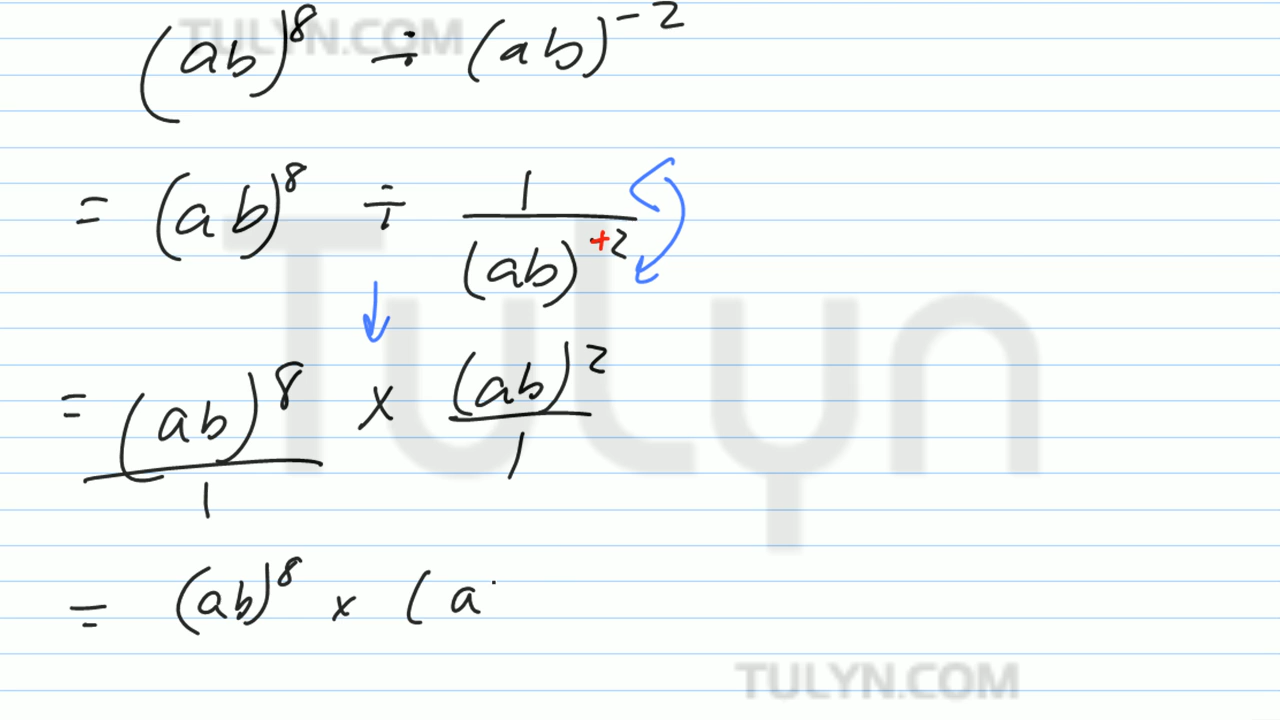 TULYN.COM
(ab)⁸ ÷ (ab)⁻²
= (ab)⁸ ÷ 1/(ab)⁺²
TuLyn
= (ab)⁸/1 × (ab)²/1
= (ab)⁸ × (a
TULYN.COM